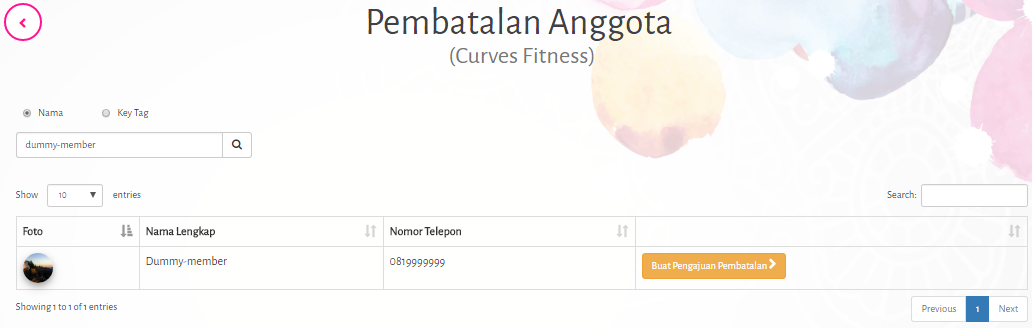 Pembatalan Anggota
(Curves Fitness)
Nama Key Tag
dummy-member
Show 10 entries Search:
Foto Nama Lengkap Nomor Telepon
Dummy-member 0819999999 Buat Pengajuan Pembatalan
Showing 1 to 1 of 1 entries Previous 1 Next